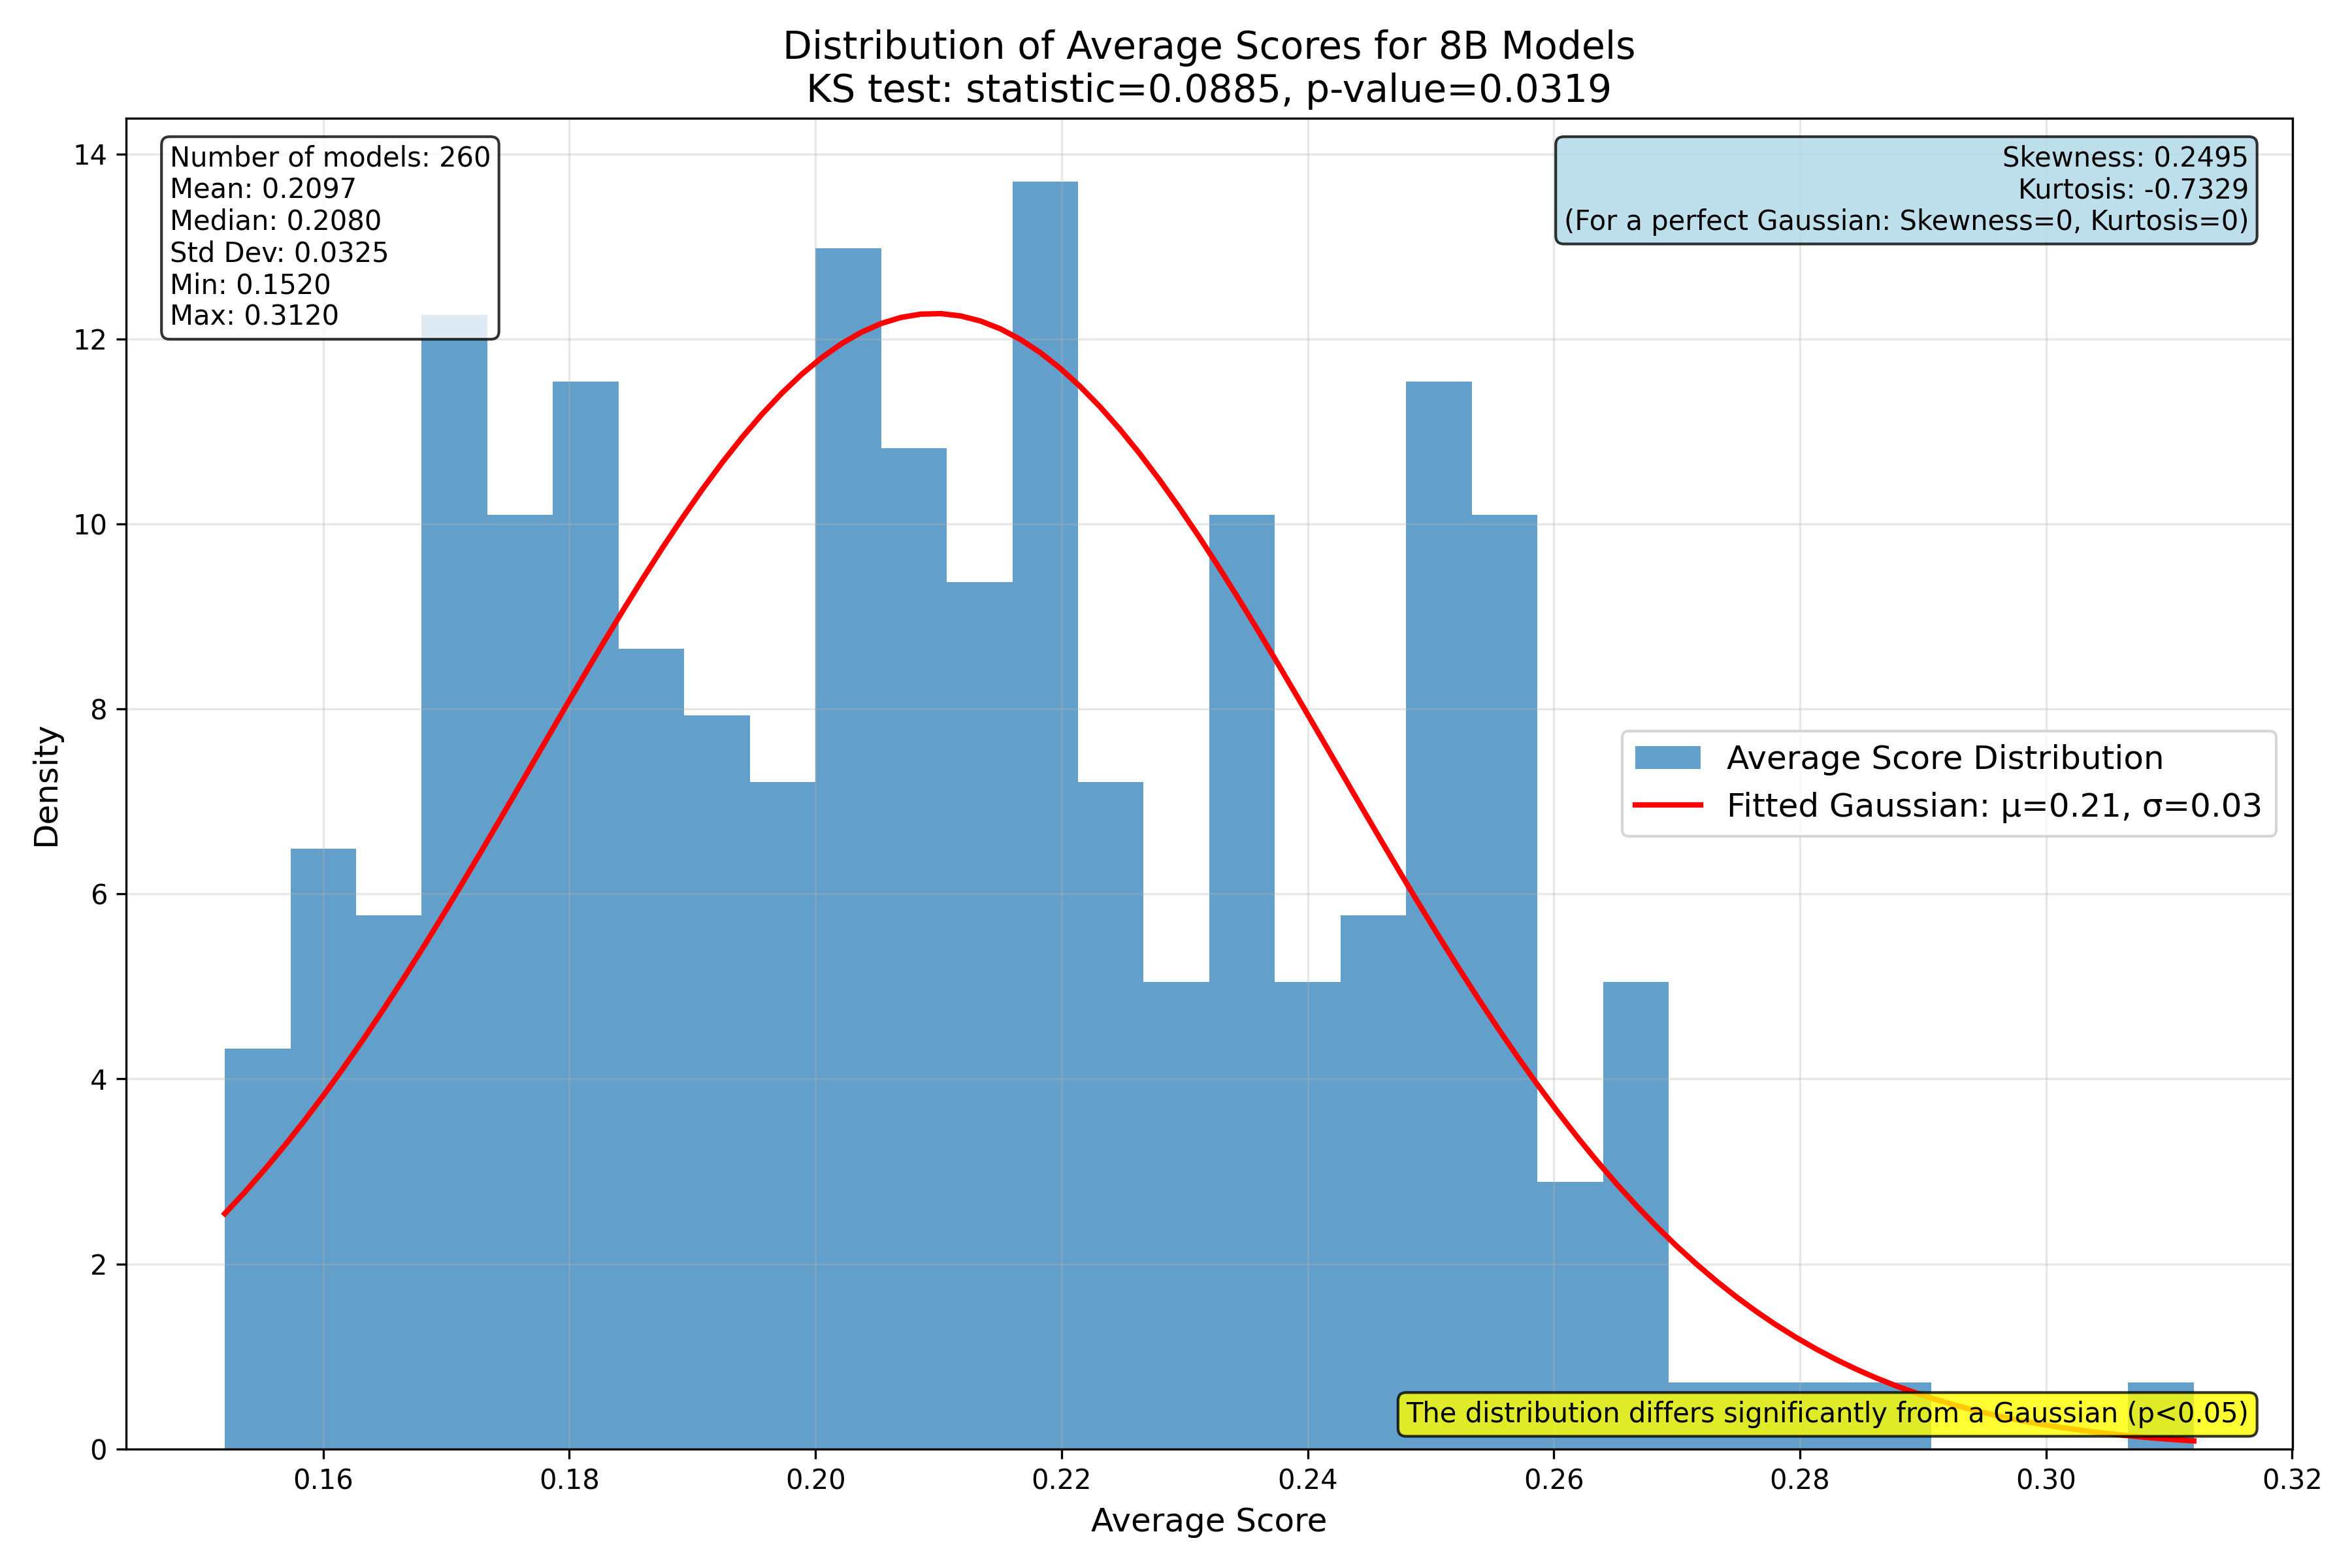 Distribution of Average Scores for 8B Models
KS test: statistic=0.0885, p-value=0.0319
Number of models: 260
Mean: 0.2097
Median: 0.2080
Std Dev: 0.0325
Min: 0.1520
Max: 0.3120
Skewness: 0.2495
Kurtosis: -0.7329
(For a perfect Gaussian: Skewness=0, Kurtosis=0)
14
12
10
8
6
4
2
0
Density
Average Score Distribution
Fitted Gaussian: μ=0.21, σ=0.03
The distribution differs significantly from a Gaussian (p<0.05)
0.16 0.18 0.20 0.22 0.24 0.26 0.28 0.30 0.32
Average Score